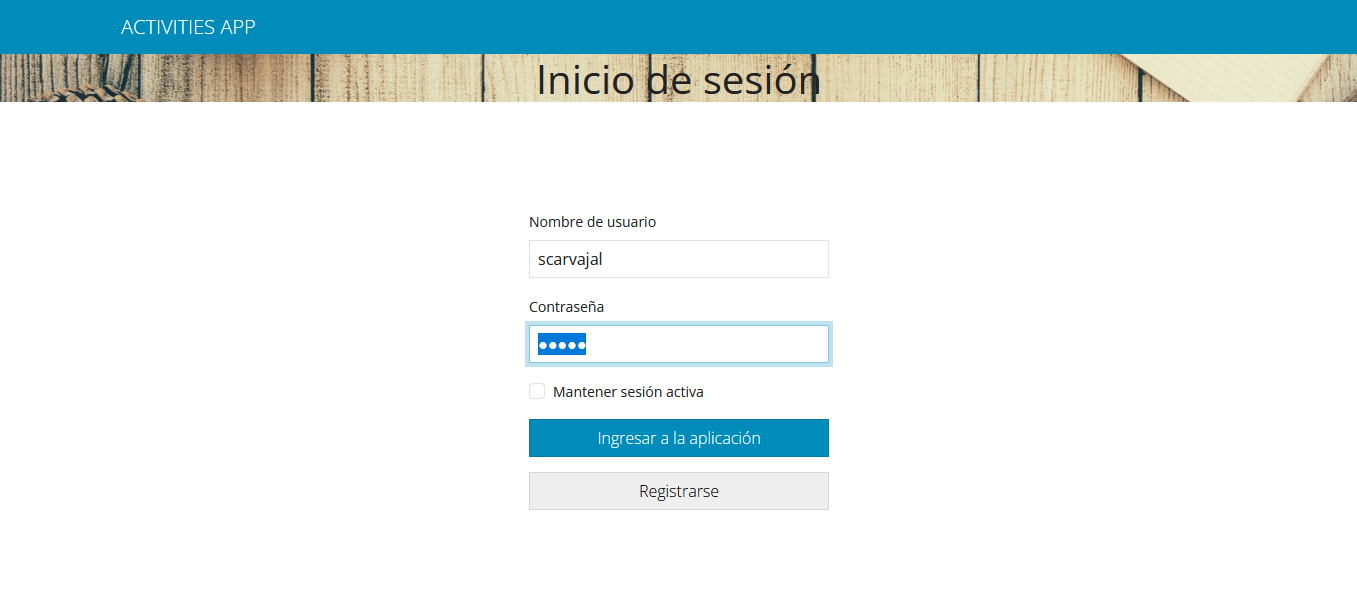 ACTIVITIES APP
Inicio de sesión
Nombre de usuario
scarvajal
Contraseña
●●●●●
Mantener sesión activa
Ingresar a la aplicación
Registrarse